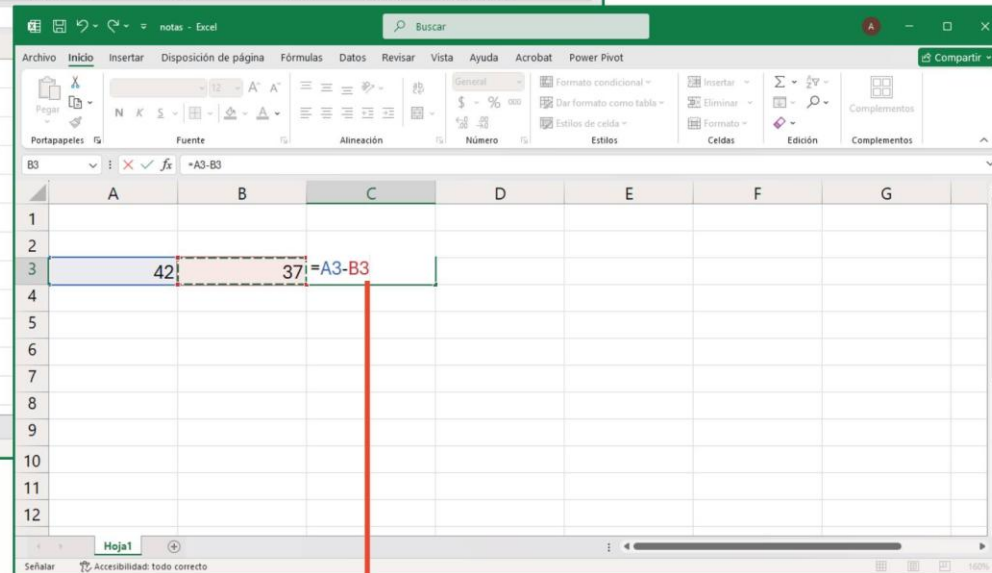 notas - Excel
Buscar
A
Archivo Inicio Insertar Disposición de página Fórmulas Datos Revisar Vista Ayuda Acrobat Power Pivot
Compartir
12 A A General Formato condicional Insertar Σ
Pegar N K S A $ % 000 Dar formato como tabla Eliminar Complementos
Estilos de celda Formato
Portapapeles Fuente Alineación Número Estilos Celdas Edición Complementos
B3 fx =A3-B3
A B C D E F G
1
2
3 42 37 =A3-B3
4
5
6
7
8
9
10
11
12
Hoja1
Señalar Accesibilidad: todo correcto 160%